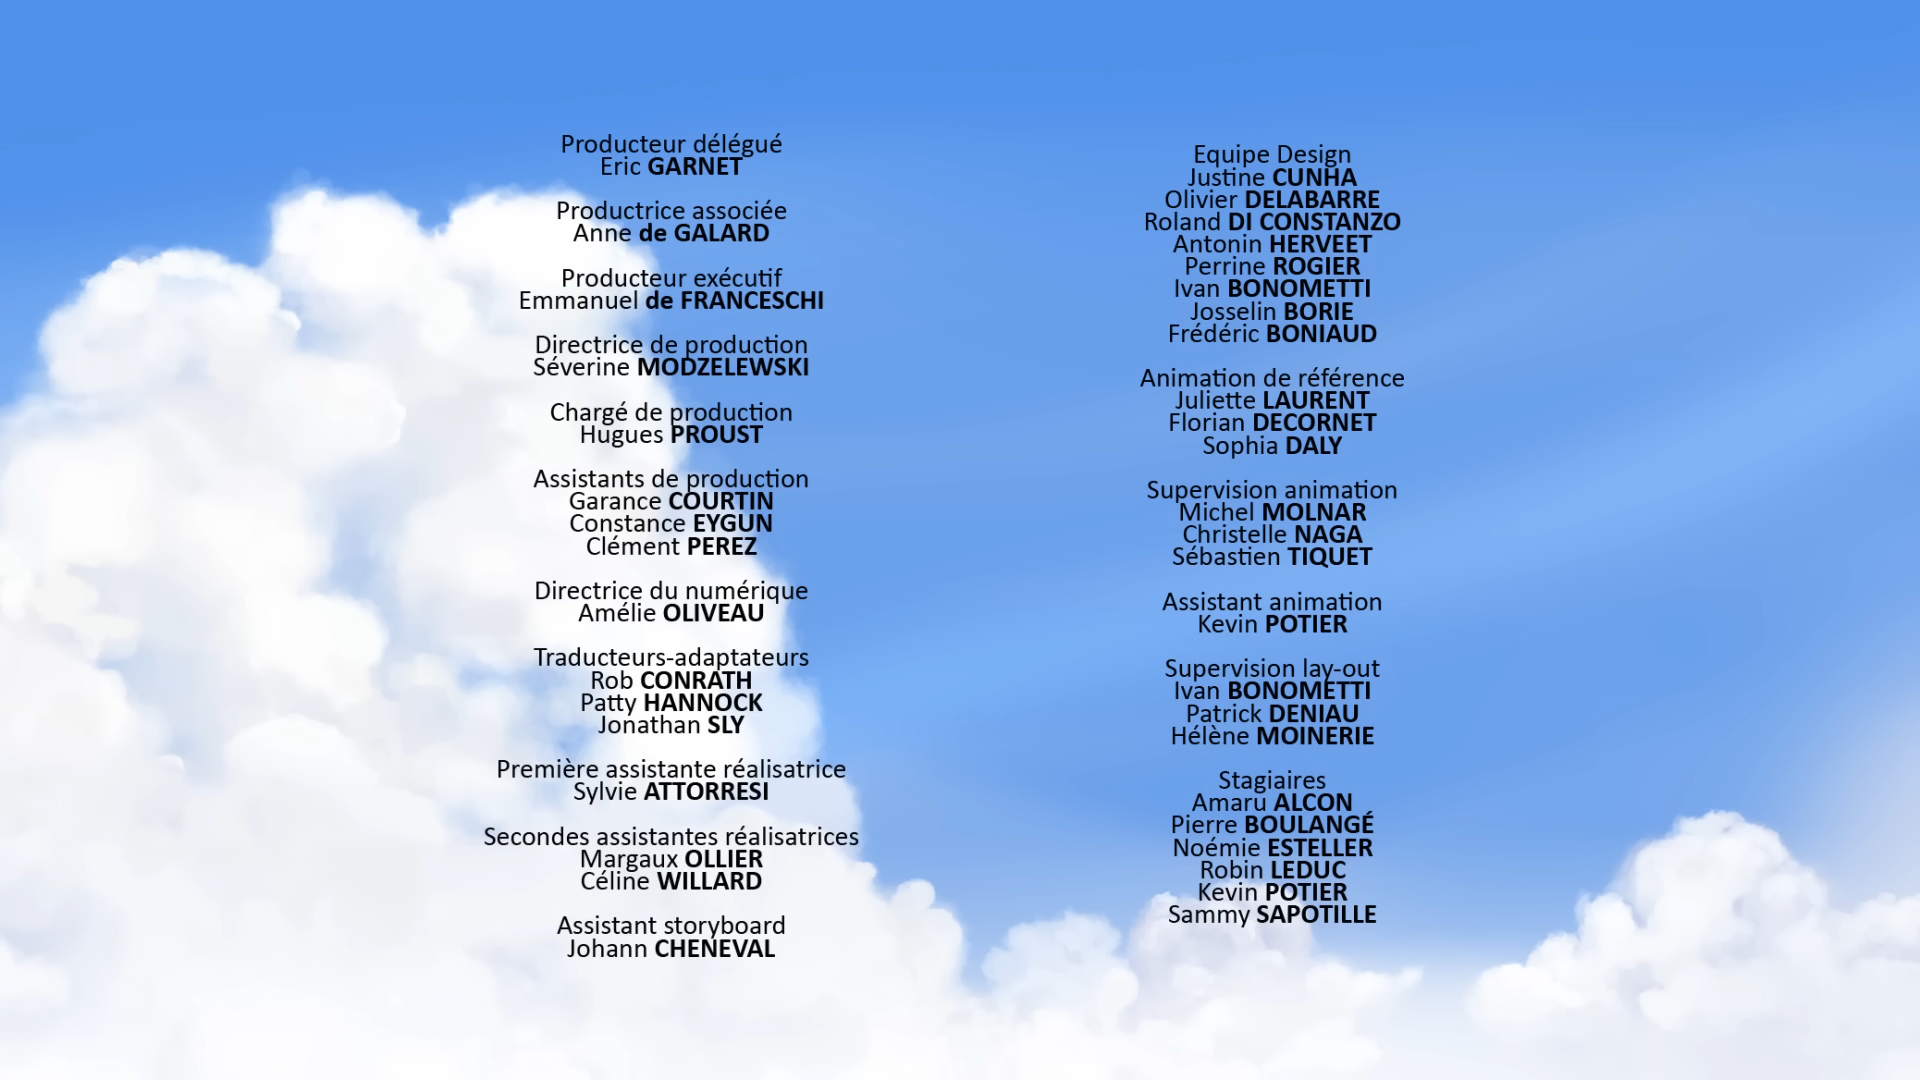 Producteur délégué
Eric GARNET
Productrice associée
Anne de GALARD
Producteur exécutif
Emmanuel de FRANCESCHI
Directrice de production
Séverine MODZELEWSKI
Chargé de production
Hugues PROUST
Assistants de production
Garance COURTIN
Constance EYGUN
Clément PEREZ
Directrice du numérique
Amélie OLIVEAU
Traducteurs-adaptateurs
Rob CONRATH
Patty HANNOCK
Jonathan SLY
Première assistante réalisatrice
Sylvie ATTORRESI
Secondes assistantes réalisatrices
Margaux OLLIER
Céline WILLARD
Assistant storyboard
Johann CHENEVAL
Equipe Design
Justine CUNHA
Olivier DELABARRE
Roland DI CONSTANZO
Antonin HERVEET
Perrine ROGIER
Ivan BONOMETTI
Josselin BORIE
Frédéric BONIAUD
Animation de référence
Juliette LAURENT
Florian DECORNET
Sophia DALY
Supervision animation
Michel MOLNAR
Christelle NAGA
Sébastien TIQUET
Assistant animation
Kevin POTIER
Supervision lay-out
Ivan BONOMETTI
Patrick DENIAU
Hélène MOINERIE
Stagiaires
Amaru ALCON
Pierre BOULANGÉ
Noémie ESTELLER
Robin LEDUC
Kevin POTIER
Sammy SAPOTILLE